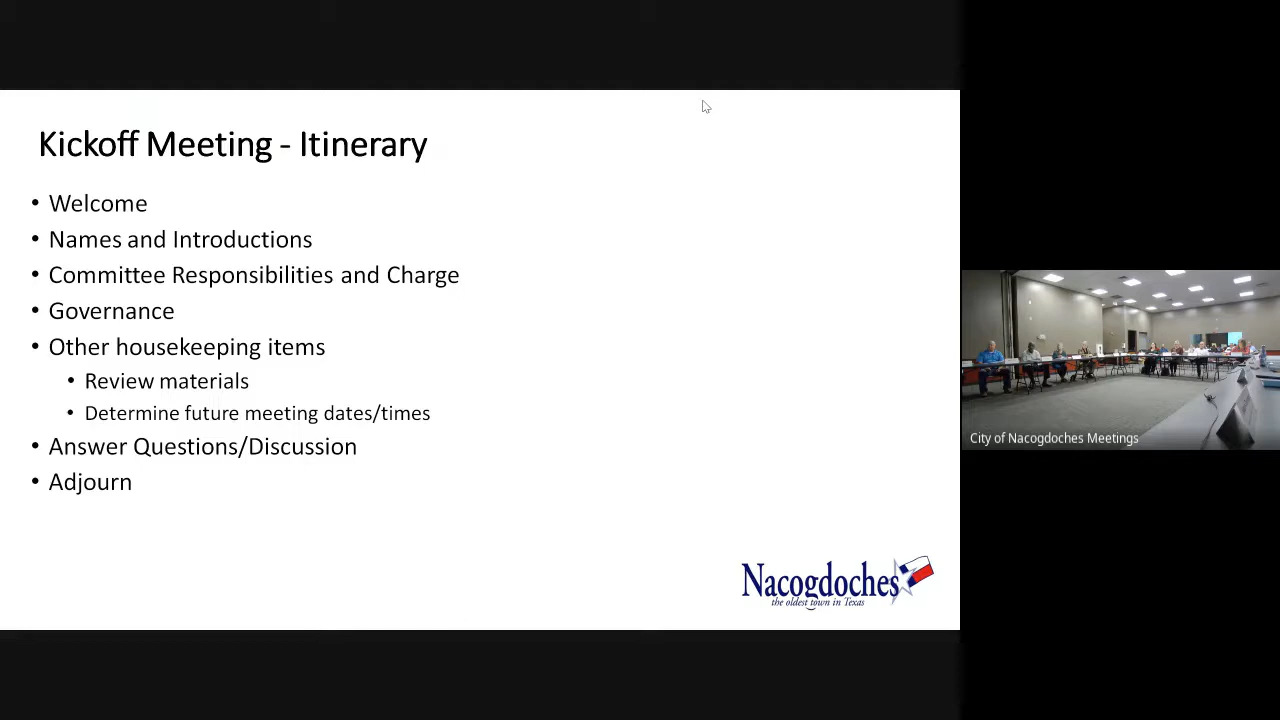 Kickoff Meeting - Itinerary
• Welcome
• Names and Introductions
• Committee Responsibilities and Charge
• Governance
• Other housekeeping items
• Review materials
• Determine future meeting dates/times
• Answer Questions/Discussion
• Adjourn
Nacogdoches
the oldest town in Texas
City of Nacogdoches Meetings